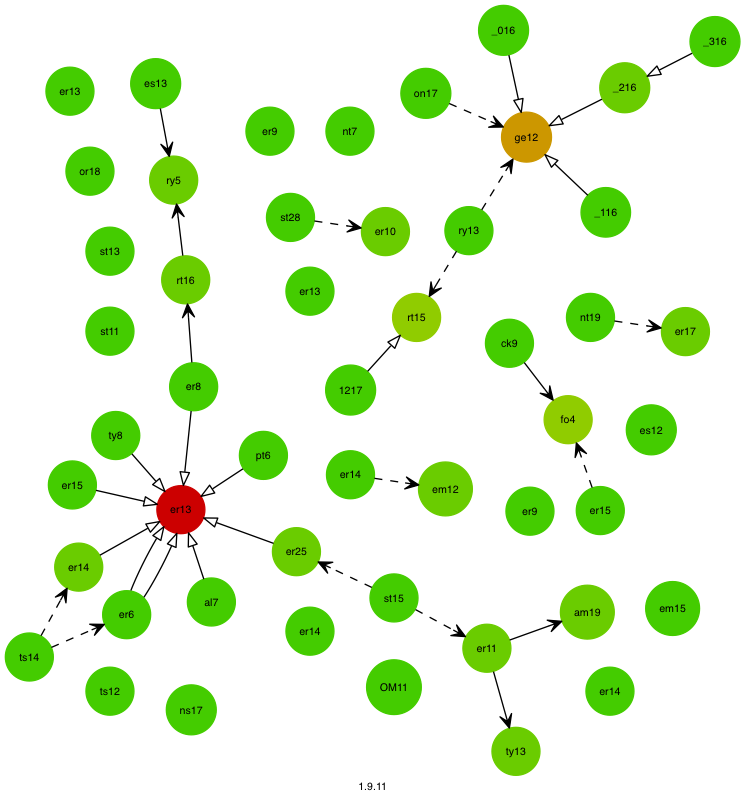 _016
_316
es13
er13
_216
on17
er9
nt7
ge12
or18
ry5
_116
st28
er10
ry13
st13
rt16
er13
rt15
nt19
er17
st11
ck9
er8
1217
fo4
ty8
es12
pt6
er15
er14
em12
er13
er9
er15
er25
er14
st15
al7
em15
er6
am19
er14
er11
ts14
OM11
ts12
er14
ns17
ty13
1.9.11